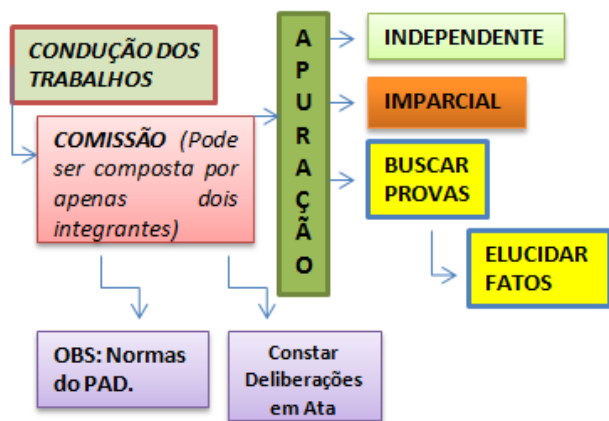 CONDUÇÃO DOS
TRABALHOS
COMISSÃO (Pode
ser composta por
apenas dois
integrantes)
OBS: Normas
do PAD.
Constar
Deliberações
em Ata
A
P
U
R
A
Ç
Ã
O
INDEPENDENTE
IMPARCIAL
BUSCAR
PROVAS
ELUCIDAR
FATOS